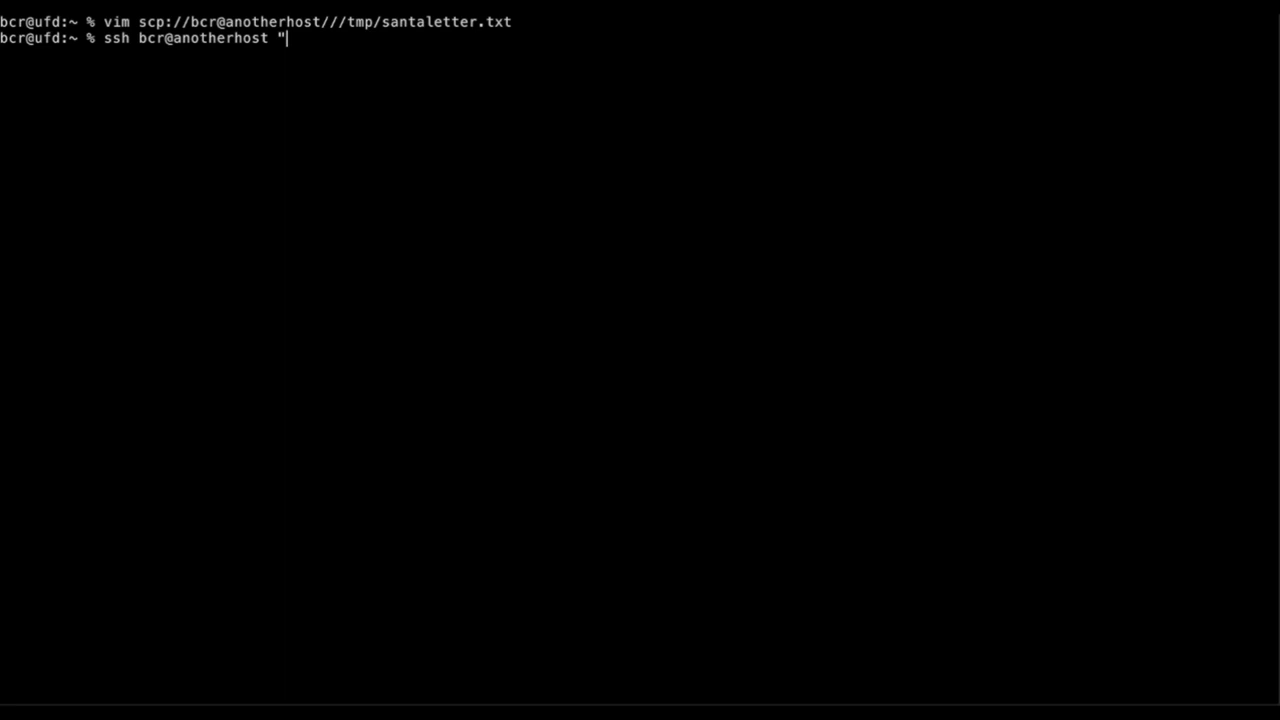 bcr@ufd:~ % vim scp://bcr@anotherhost///tmp/santaletter.txt
bcr@ufd:~ % ssh bcr@anotherhost "